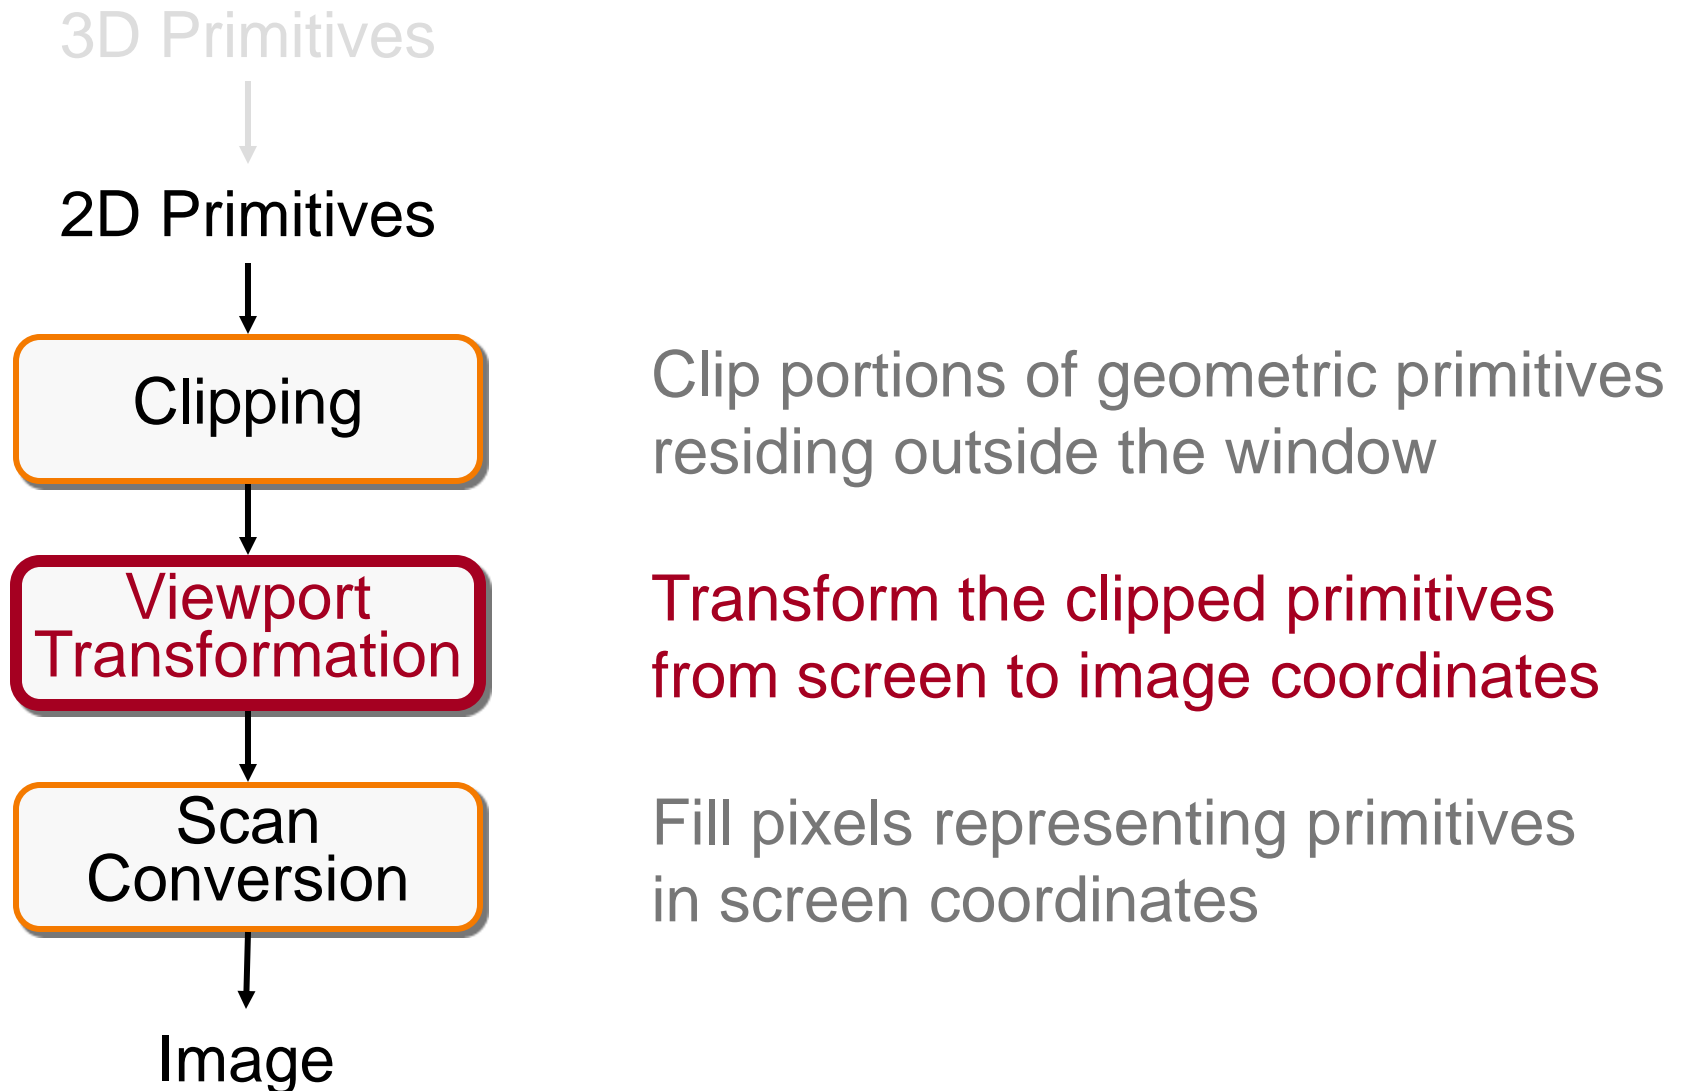 3D Primitives
2D Primitives
Clipping
Clip portions of geometric primitives
residing outside the window
Viewport
Transformation
Transform the clipped primitives
from screen to image coordinates
Scan
Conversion
Fill pixels representing primitives
in screen coordinates
Image